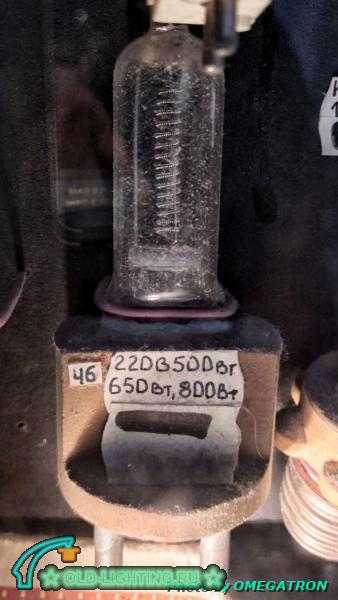 46
220В500Вт
650Вт, 800Вт
OLD-LIGHTING.RU
OMEGATRON